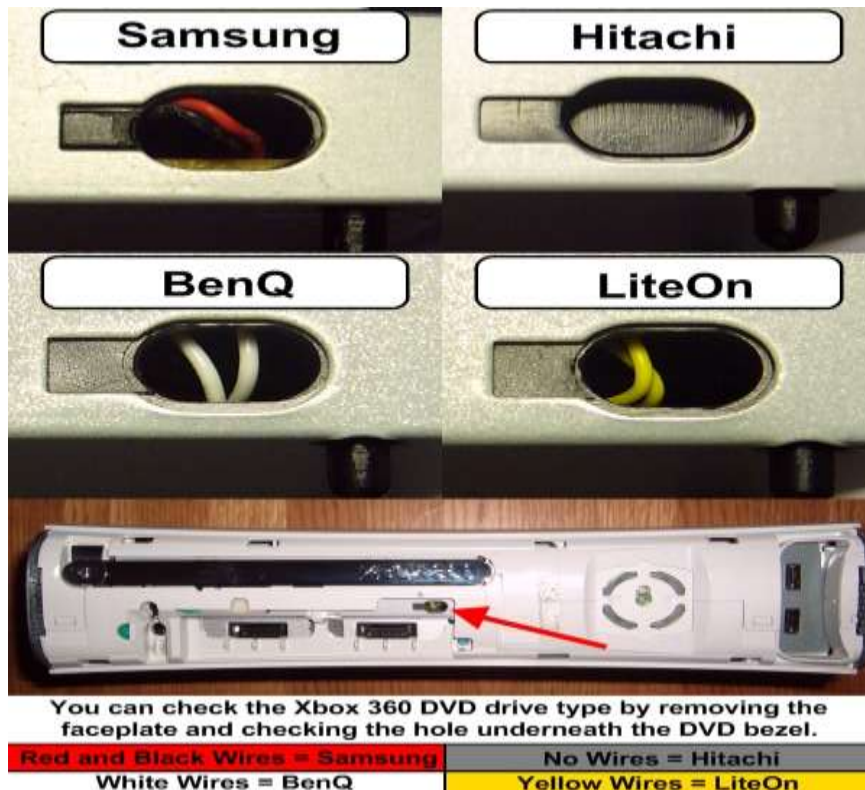 Samsung
Hitachi
BenQ
LiteOn
You can check the Xbox 360 DVD drive type by removing the
faceplate and checking the hole underneath the DVD bezel.
Red and Black Wires = Samsung
No Wires = Hitachi
White Wires = BenQ
Yellow Wires = LiteOn